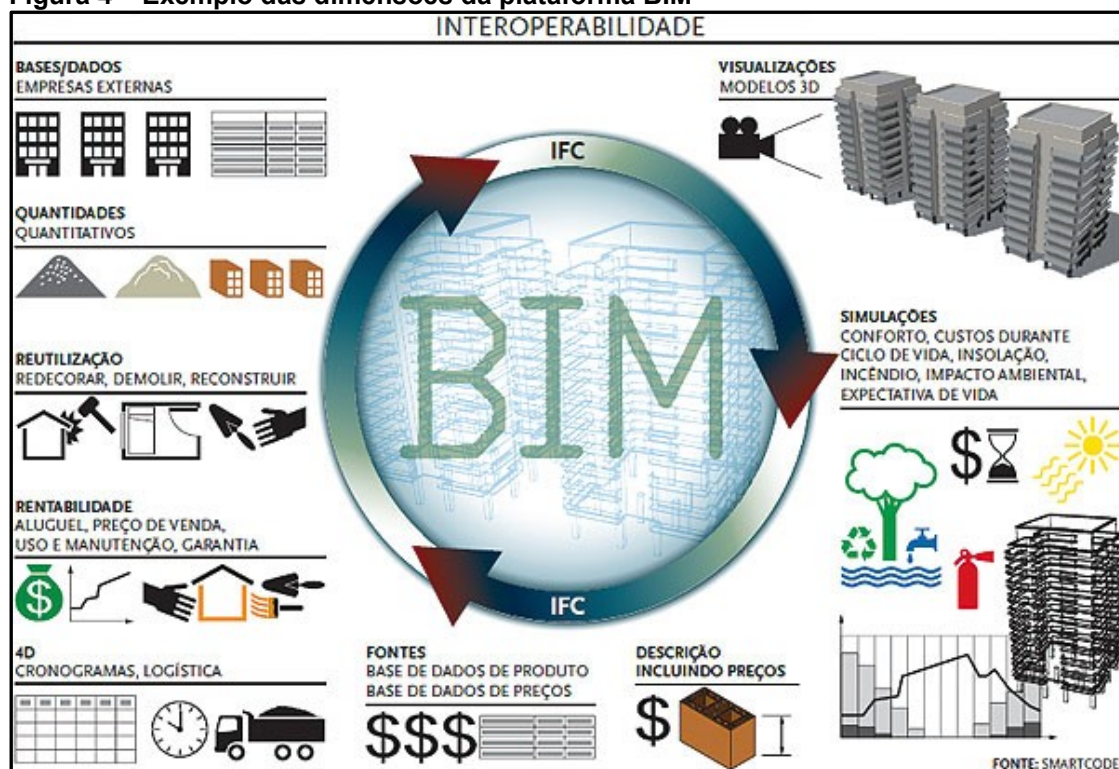 Figura 4 – Exemplo das dimensões da plataforma BIM
INTEROPERABILIDADE
BASES/DADOS
EMPRESAS EXTERNAS
QUANTIDADES
QUANTITATIVOS
REUTILIZAÇÃO
REDECORAR, DEMOLIR, RECONSTRUIR
RENTABILIDADE
ALUGUEL, PREÇO DE VENDA,
USO E MANUTENÇÃO, GARANTIA
$
4D
CRONOGRAMAS, LOGÍSTICA
IFC
BIM
IFC
FONTES
BASE DE DADOS DE PRODUTO
BASE DE DADOS DE PREÇOS
$$$
DESCRIÇÃO
INCLUINDO PREÇOS
$
VISUALIZAÇÕES
MODELOS 3D
SIMULAÇÕES
CONFORTO, CUSTOS DURANTE
CICLO DE VIDA, INSOLAÇÃO,
INCÊNDIO, IMPACTO AMBIENTAL,
EXPECTATIVA DE VIDA
$
FONTE: SMARTCODE